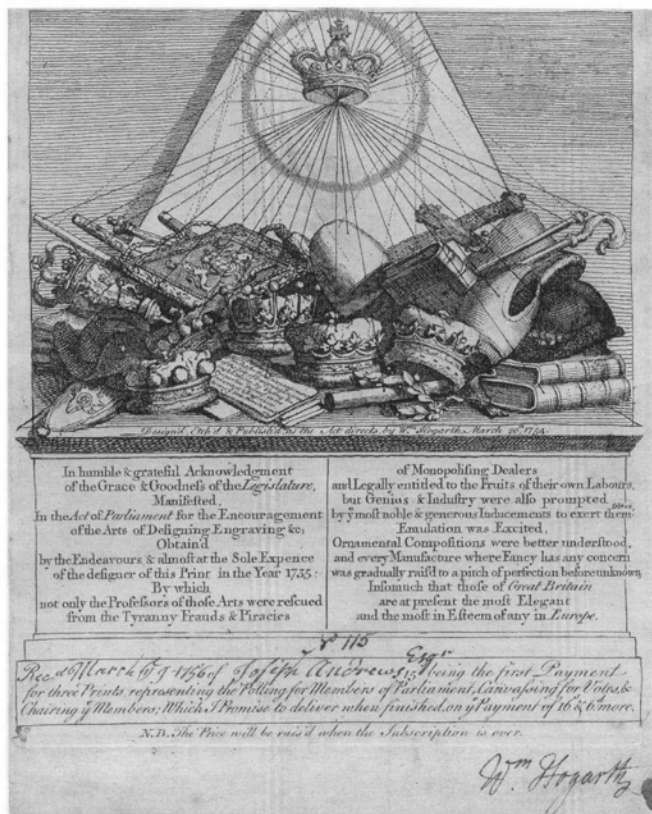 Design'd, Etch'd & Publish'd as the Act directs, by Wm. Hogarth, March 20, 1754.
In humble & grateful Acknowledgment
of the Grace & Goodness of the Legislature,
Manifested,
In the Act of Parliament for the Encouragement
of the Arts of Designing Engraving &c;
Obtain'd
by the Endeavours, & almost at the Sole Expence
of the designer of this Print in the Year 1735:
By which
not only the Professors of those Arts were rescued
from the Tyranny Frauds & Piracies
of Monopolising Dealers
and Legally entitled to the Fruits of their own Labours,
but Genius & Industry were also prompted
by ye most noble & generous Inducements to exert them
Emulation was Excited,
Ornamental Compositions were better understood,
and every Manufacture where Fancy has any concern
was gradually rais'd to a pitch of perfection before unknown,
Insomuch that those of Great Britain
are at present the most Elegant
and the most in Esteem of any in Europe.
115
Rec.d March 9 1756 of Joseph Andrews Esqr being the first Payment
for three Prints representing the Polling for Members of Parliament, Canvassing for Votes, &
Chairing ye Members; Which I Promise to deliver when finished, on ye Payment of 16 & 6d. more.
N.B. The Price will be rais'd when the Subscription is over.
Wm. Hogarth